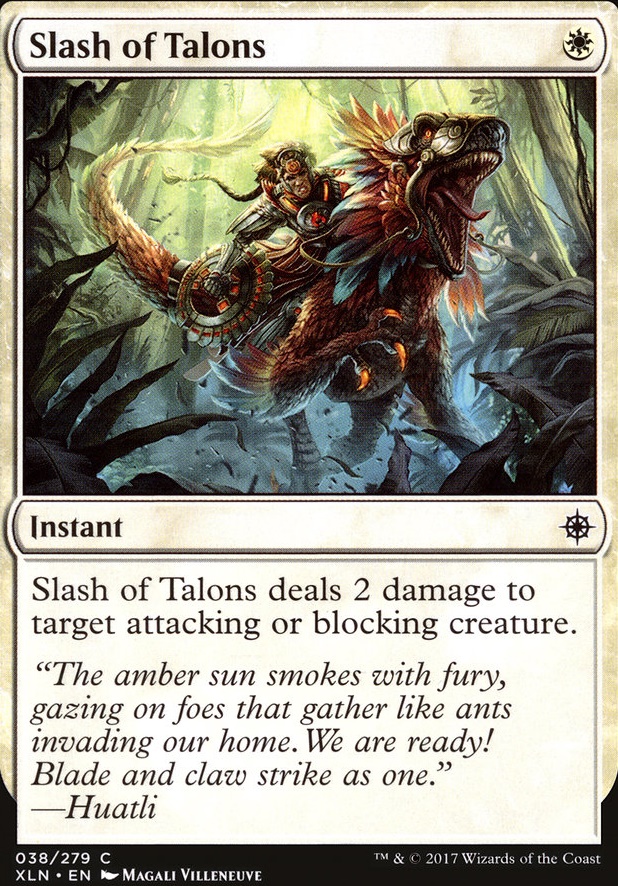 Slash of Talons
Instant
Slash of Talons deals 2 damage to
target attacking or blocking creature.
“The amber sun smokes with fury,
gazing on foes that gather like ants
invading our home. We are ready!
Blade and claw strike as one.”
—Huatli
038/279 C
XLN • EN Magali Villeneuve
™ & © 2017 Wizards of the Coast